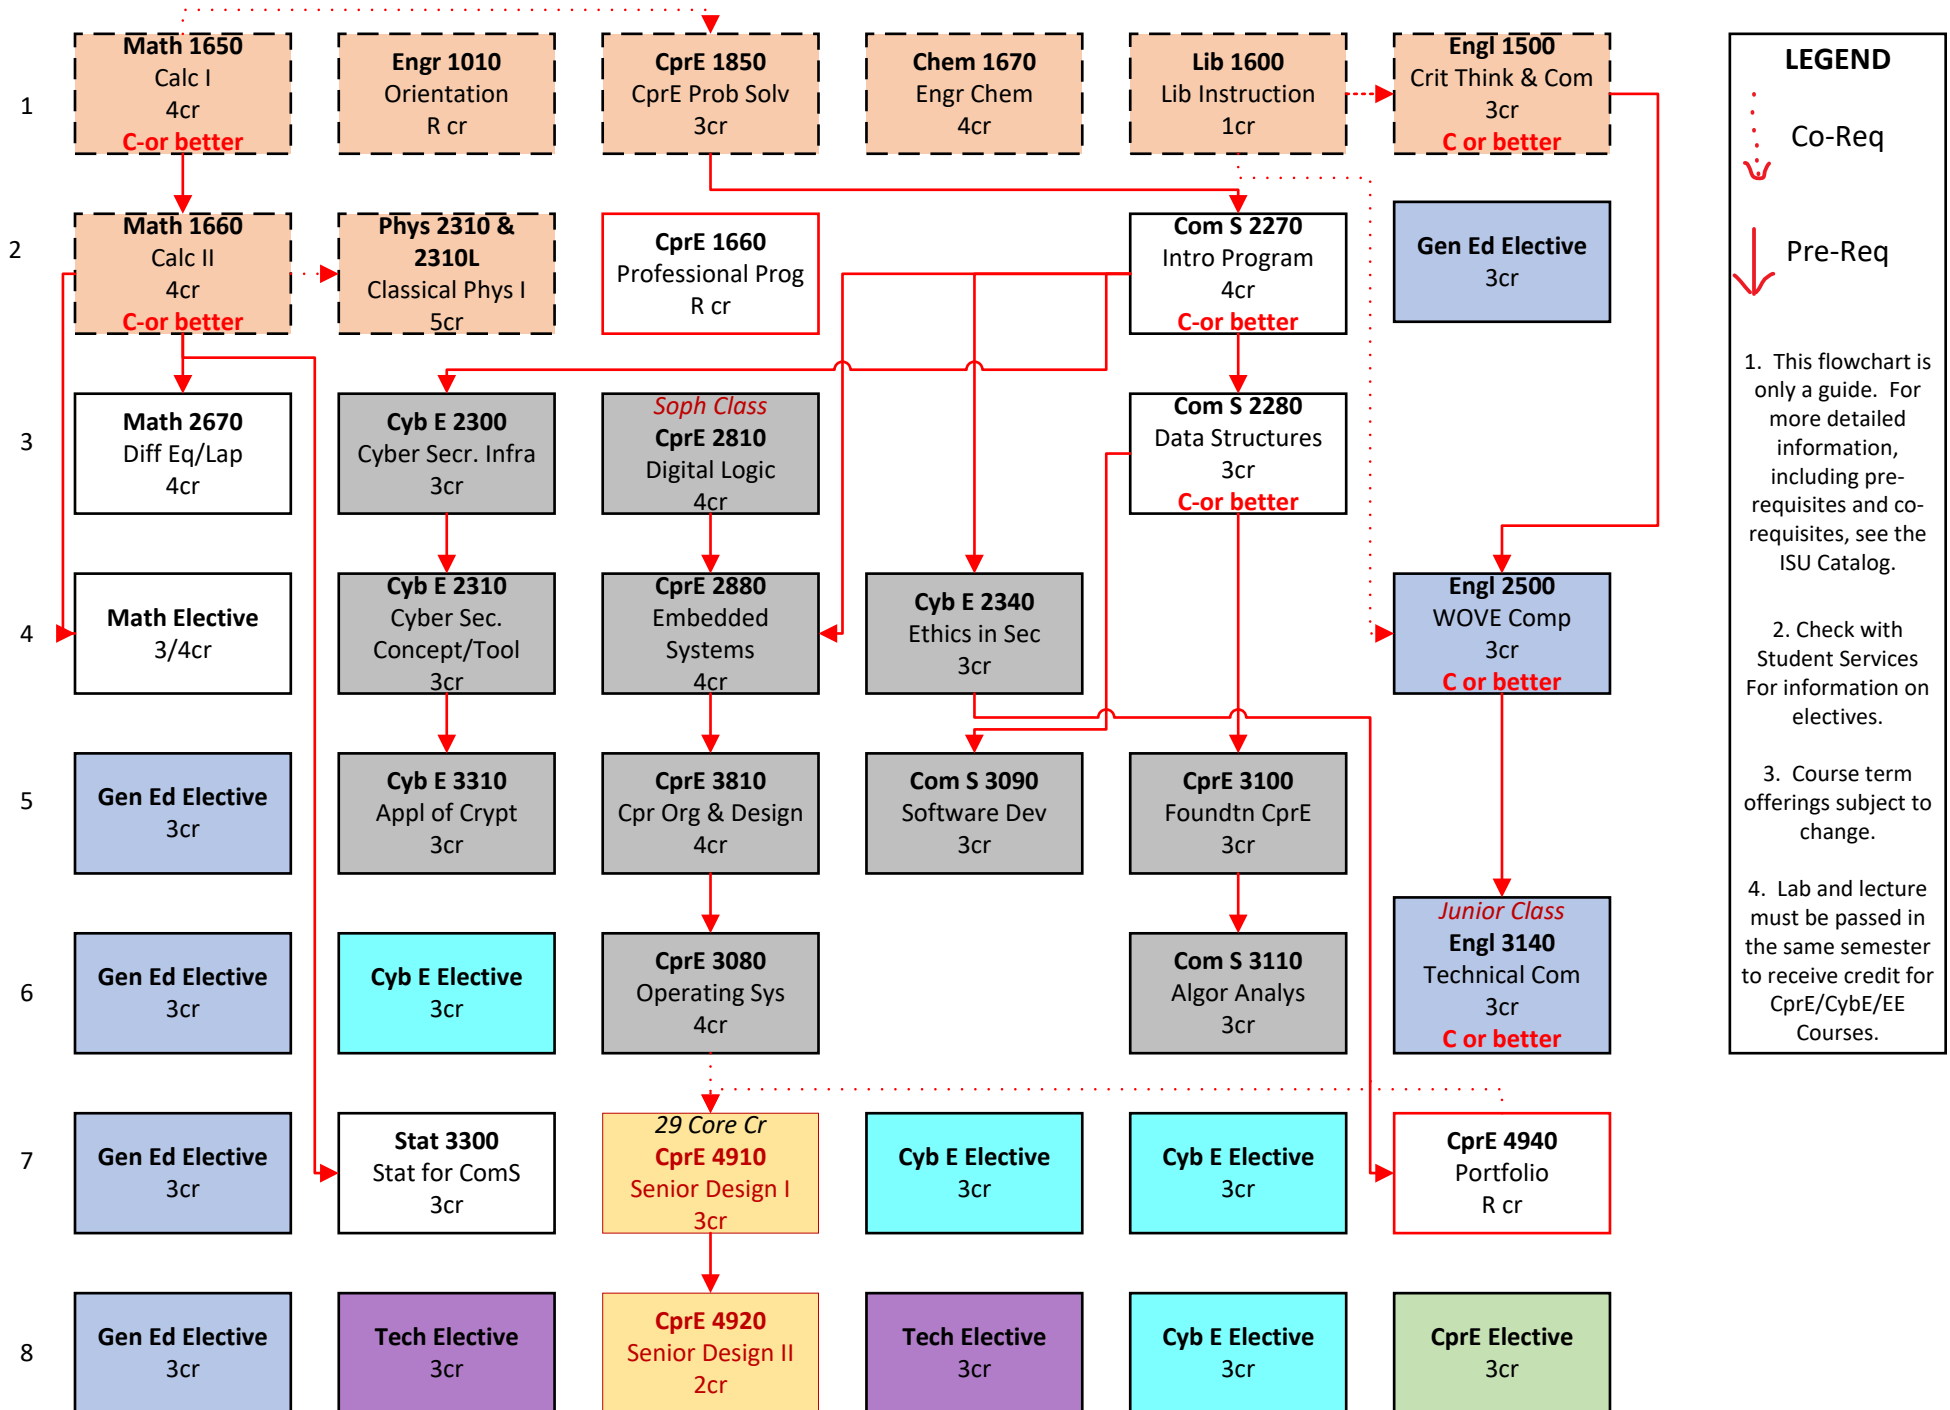 1
Math 1650
Calc I
4cr
C-or better
Engr 1010
Orientation
R cr
CprE 1850
CprE Prob Solv
3cr
Chem 1670
Engr Chem
4cr
Lib 1600
Lib Instruction
1cr
Engl 1500
Crit Think & Com
3cr
C or better
2
Math 1660
Calc II
4cr
C-or better
Phys 2310 &
2310L
Classical Phys I
5cr
CprE 1660
Professional Prog
R cr
Com S 2270
Intro Program
4cr
C-or better
Gen Ed Elective
3cr
3
Math 2670
Diff Eq/Lap
4cr
Cyb E 2300
Cyber Secr. Infra
3cr
Soph Class
CprE 2810
Digital Logic
4cr
Com S 2280
Data Structures
3cr
C-or better
4
Math Elective
3/4cr
Cyb E 2310
Cyber Sec.
Concept/Tool
3cr
CprE 2880
Embedded
Systems
4cr
Cyb E 2340
Ethics in Sec
3cr
Engl 2500
WOVE Comp
3cr
C or better
5
Gen Ed Elective
3cr
Cyb E 3310
Appl of Crypt
3cr
CprE 3810
Cpr Org & Design
4cr
Com S 3090
Software Dev
3cr
CprE 3100
Foundtn CprE
3cr
6
Gen Ed Elective
3cr
Cyb E Elective
3cr
CprE 3080
Operating Sys
4cr
Com S 3110
Algor Analys
3cr
Junior Class
Engl 3140
Technical Com
3cr
C or better
7
Gen Ed Elective
3cr
Stat 3300
Stat for ComS
3cr
29 Core Cr
CprE 4910
Senior Design I
3cr
Cyb E Elective
3cr
Cyb E Elective
3cr
CprE 4940
Portfolio
R cr
8
Gen Ed Elective
3cr
Tech Elective
3cr
CprE 4920
Senior Design II
2cr
Tech Elective
3cr
Cyb E Elective
3cr
CprE Elective
3cr
LEGEND
Co-Req
Pre-Req
1. This flowchart is
only a guide. For
more detailed
information,
including pre-
requisites and co-
requisites, see the
ISU Catalog.
2. Check with
Student Services
For information on
electives.
3. Course term
offerings subject to
change.
4. Lab and lecture
must be passed in
the same semester
to receive credit for
CprE/CybE/EE
Courses.